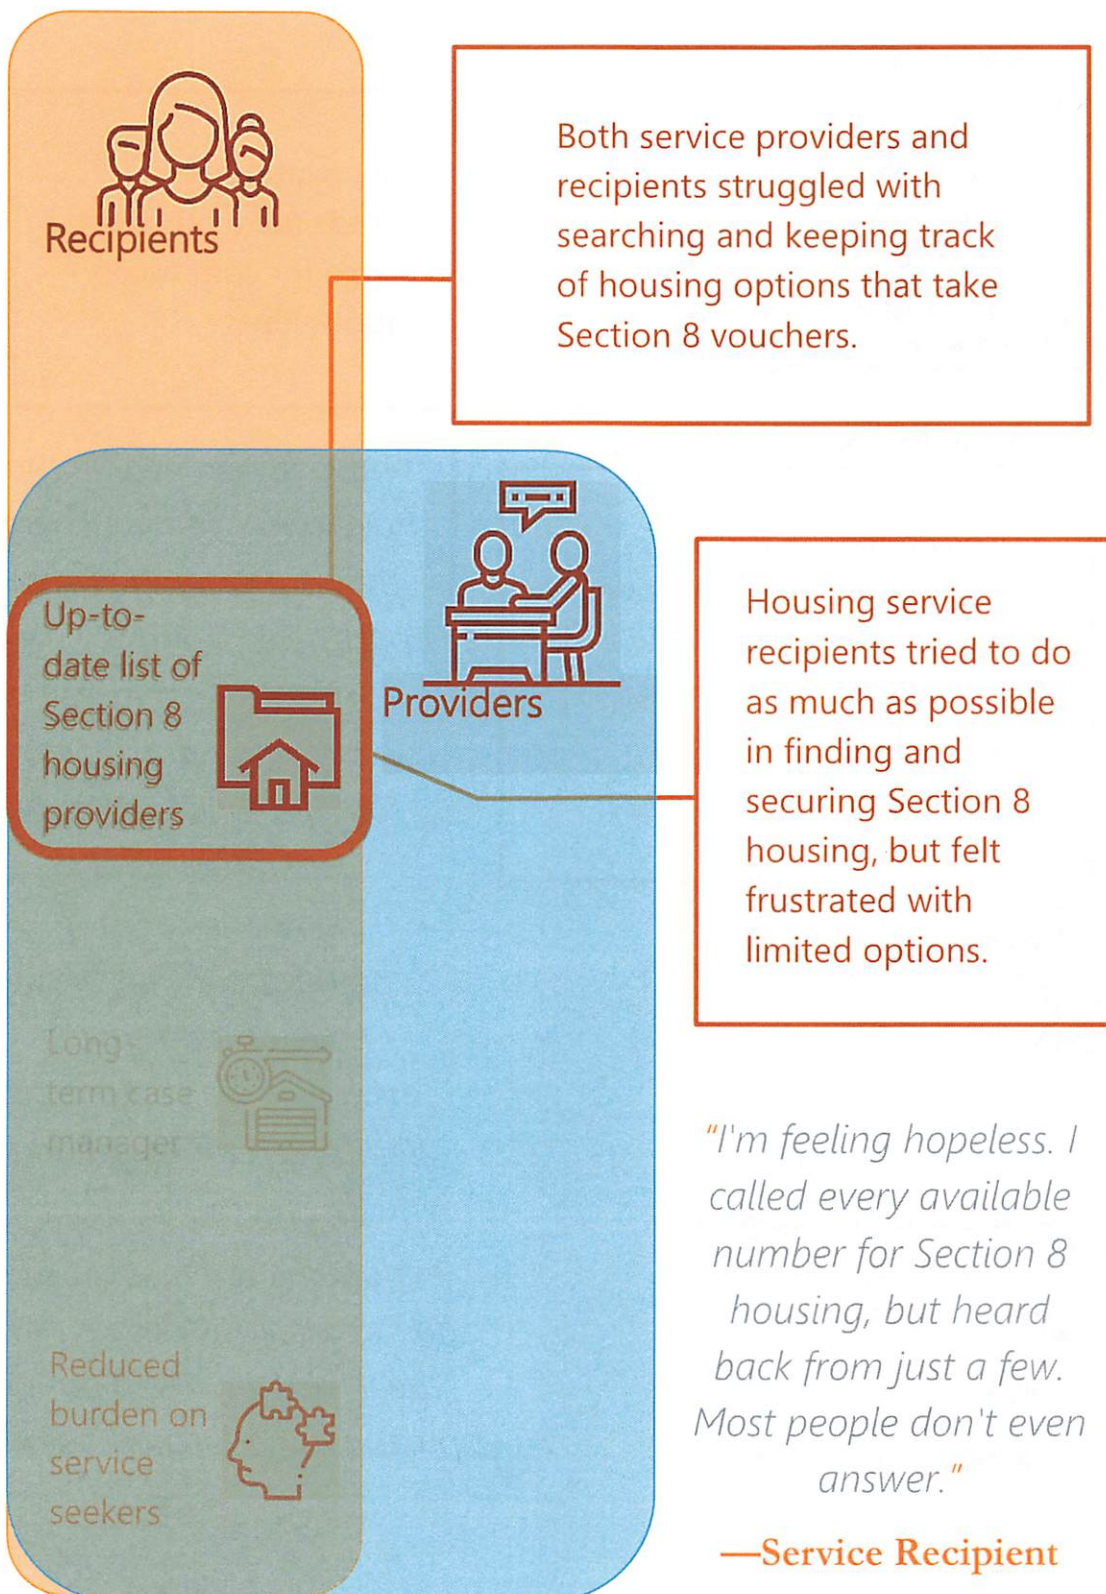 Recipients
Both service providers and
recipients struggled with
searching and keeping track
of housing options that take
Section 8 vouchers.
Providers
Up-to-
date list of
Section 8
housing
providers
Housing service
recipients tried to do
as much as possible
in finding and
securing Section 8
housing, but felt
frustrated with
limited options.
Long-
term case
manager
Reduced
burden on
service
seekers
"I'm feeling hopeless. I
called every available
number for Section 8
housing, but heard
back from just a few.
Most people don't even
answer."
—Service Recipient